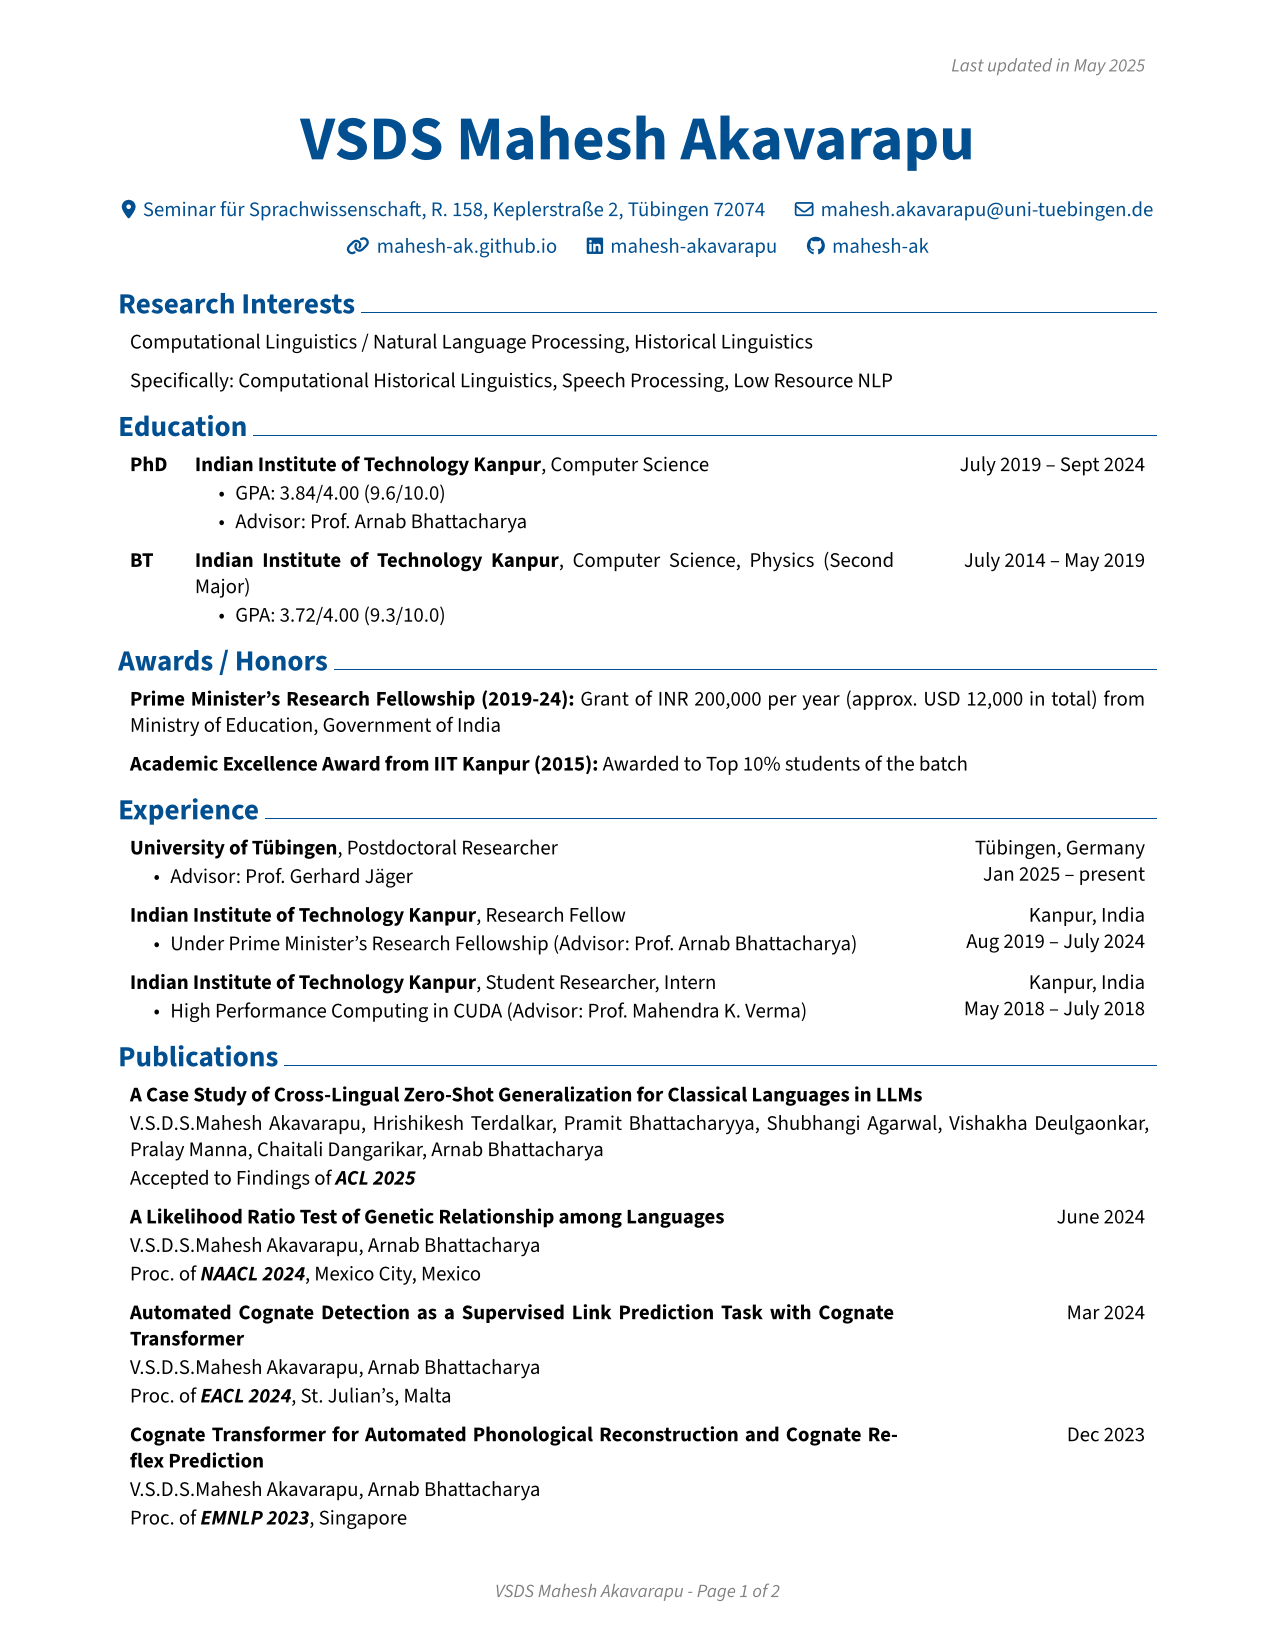 Last updated in May 2025
VSDS Mahesh Akavarapu
Seminar für Sprachwissenschaft, R. 158, Keplerstraße 2, Tübingen 72074 mahesh.akavarapu@uni-tuebingen.de
mahesh-ak.github.io mahesh-akavarapu mahesh-ak
Research Interests
Computational Linguistics / Natural Language Processing, Historical Linguistics
Specifically: Computational Historical Linguistics, Speech Processing, Low Resource NLP
Education
PhD Indian Institute of Technology Kanpur, Computer Science July 2019 – Sept 2024
• GPA: 3.84/4.00 (9.6/10.0)
• Advisor: Prof. Arnab Bhattacharya
BT Indian Institute of Technology Kanpur, Computer Science, Physics (Second July 2014 – May 2019
Major)
• GPA: 3.72/4.00 (9.3/10.0)
Awards / Honors
Prime Minister’s Research Fellowship (2019-24): Grant of INR 200,000 per year (approx. USD 12,000 in total) from
Ministry of Education, Government of India
Academic Excellence Award from IIT Kanpur (2015): Awarded to Top 10% students of the batch
Experience
University of Tübingen, Postdoctoral Researcher Tübingen, Germany
• Advisor: Prof. Gerhard Jäger Jan 2025 – present
Indian Institute of Technology Kanpur, Research Fellow Kanpur, India
• Under Prime Minister’s Research Fellowship (Advisor: Prof. Arnab Bhattacharya) Aug 2019 – July 2024
Indian Institute of Technology Kanpur, Student Researcher, Intern Kanpur, India
• High Performance Computing in CUDA (Advisor: Prof. Mahendra K. Verma) May 2018 – July 2018
Publications
A Case Study of Cross-Lingual Zero-Shot Generalization for Classical Languages in LLMs
V.S.D.S.Mahesh Akavarapu, Hrishikesh Terdalkar, Pramit Bhattacharyya, Shubhangi Agarwal, Vishakha Deulgaonkar,
Pralay Manna, Chaitali Dangarikar, Arnab Bhattacharya
Accepted to Findings of ACL 2025
A Likelihood Ratio Test of Genetic Relationship among Languages June 2024
V.S.D.S.Mahesh Akavarapu, Arnab Bhattacharya
Proc. of NAACL 2024, Mexico City, Mexico
Automated Cognate Detection as a Supervised Link Prediction Task with Cognate Mar 2024
Transformer
V.S.D.S.Mahesh Akavarapu, Arnab Bhattacharya
Proc. of EACL 2024, St. Julian’s, Malta
Cognate Transformer for Automated Phonological Reconstruction and Cognate Re- Dec 2023
flex Prediction
V.S.D.S.Mahesh Akavarapu, Arnab Bhattacharya
Proc. of EMNLP 2023, Singapore
VSDS Mahesh Akavarapu - Page 1 of 2